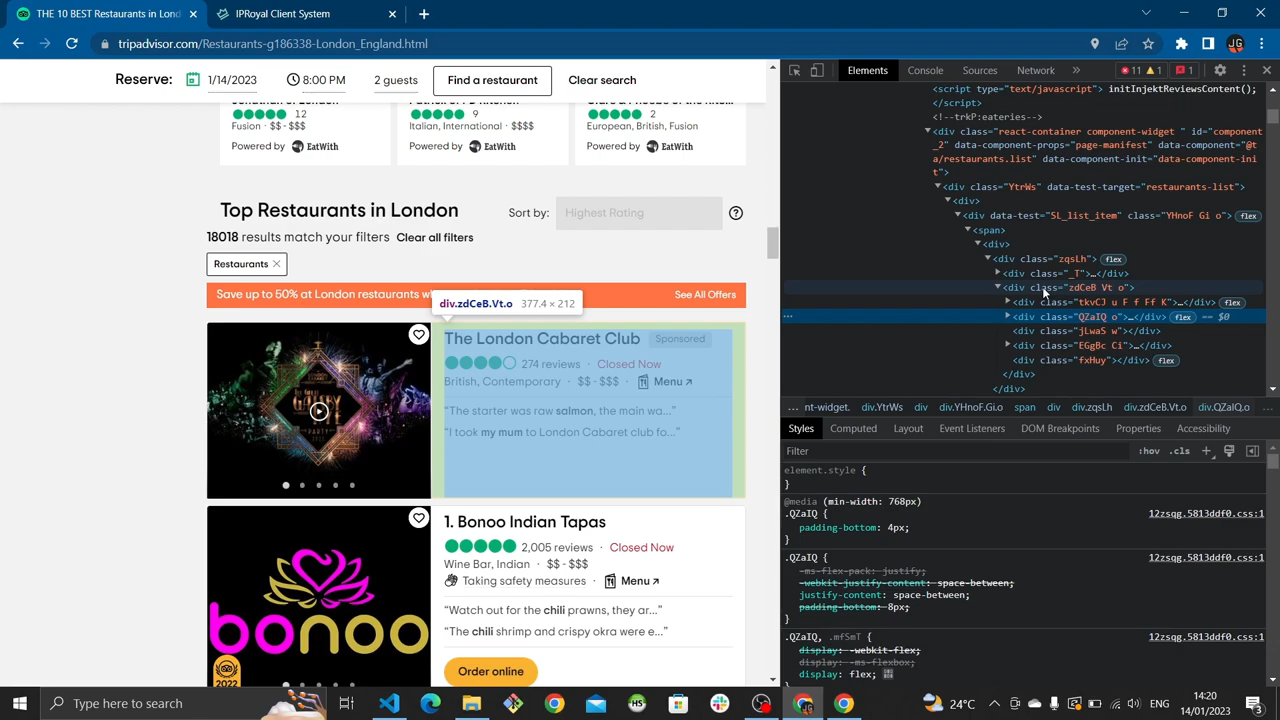 THE 10 BEST Restaurants in Lond
IPRoyal Client System
tripadvisor.com/Restaurants-g186338-London_England.html
JG
Reserve:
1/14/2023
8:00 PM
2 guests
Find a restaurant
Clear search
12
Fusion · $$ - $$$
Powered by EatWith
9
Italian, International · $$$$
Powered by EatWith
2
European, British, Fusion
Powered by EatWith
Top Restaurants in London
Sort by:
Highest Rating
?
18018 results match your filters
Clear all filters
Restaurants
Save up to 50% at London restaurants
See All Offers
div.zdCeB.Vt.o 377.4 × 212
The London Cabaret Club
Sponsored
274 reviews · Closed Now
British, Contemporary · $$ - $$$ · Menu
“The starter was raw salmon, the main wa...”
“I took my mum to London Cabaret club fo...”
GATSBY
PARTY
1. Bonoo Indian Tapas
2,005 reviews · Closed Now
Wine Bar, Indian · $$ - $$$
Taking safety measures · Menu
“Watch out for the chili prawns, they ar...”
“The chili shrimp and crispy okra were e...”
Order online
bonoo
2022
Elements
Console
Sources
Network
11
1
1
<script type="text/javascript"> initInjektReviewsContent();
</script>
<!--trkP:eateries-->
<div class="react-container component-widget " id="component
_2" data-component-props="page-manifest" data-component="@t
a/restaurants.list" data-component-init="data-component-ini
t">
<div class="YtrWs" data-test-target="restaurants-list">
<div>
<div data-test="SL_list_item" class="YHnoF Gi o"> flex
<span>
<div>
<div class="zqsLh"> flex
<div class="_T">…</div>
<div class="zdCeB Vt o">
<div class="tkvCJ u F f Ff K">…</div> flex
<div class="QZaIQ o">…</div> flex == $0
<div class="jLwaS w"></div>
<div class="EGgBc Ci">…</div>
<div class="fxHuy"></div> flex
</div>
</div>
… nt-widget. div.YtrWs div div.YHnoF.Gi.o span div div.zqsLh div.zdCeB.Vt.o div.QZaIQ.o …
Styles
Computed
Layout
Event Listeners
DOM Breakpoints
Properties
Accessibility
Filter
:hov .cls
element.style {
}
@media (min-width: 768px)
.QZaIQ {
12zsqg.5813ddf0.css:1
padding-bottom: 4px;
}
.QZaIQ {
12zsqg.5813ddf0.css:1
-ms-flex-pack: justify;
-webkit-justify-content: space-between;
justify-content: space-between;
padding-bottom: 8px;
}
.QZaIQ, .mfSmT {
12zsqg.5813ddf0.css:1
display: -webkit-flex;
display: -ms-flexbox;
display: flex;
Type here to search
HS
24°C
ENG
14:20
14/01/2023
3